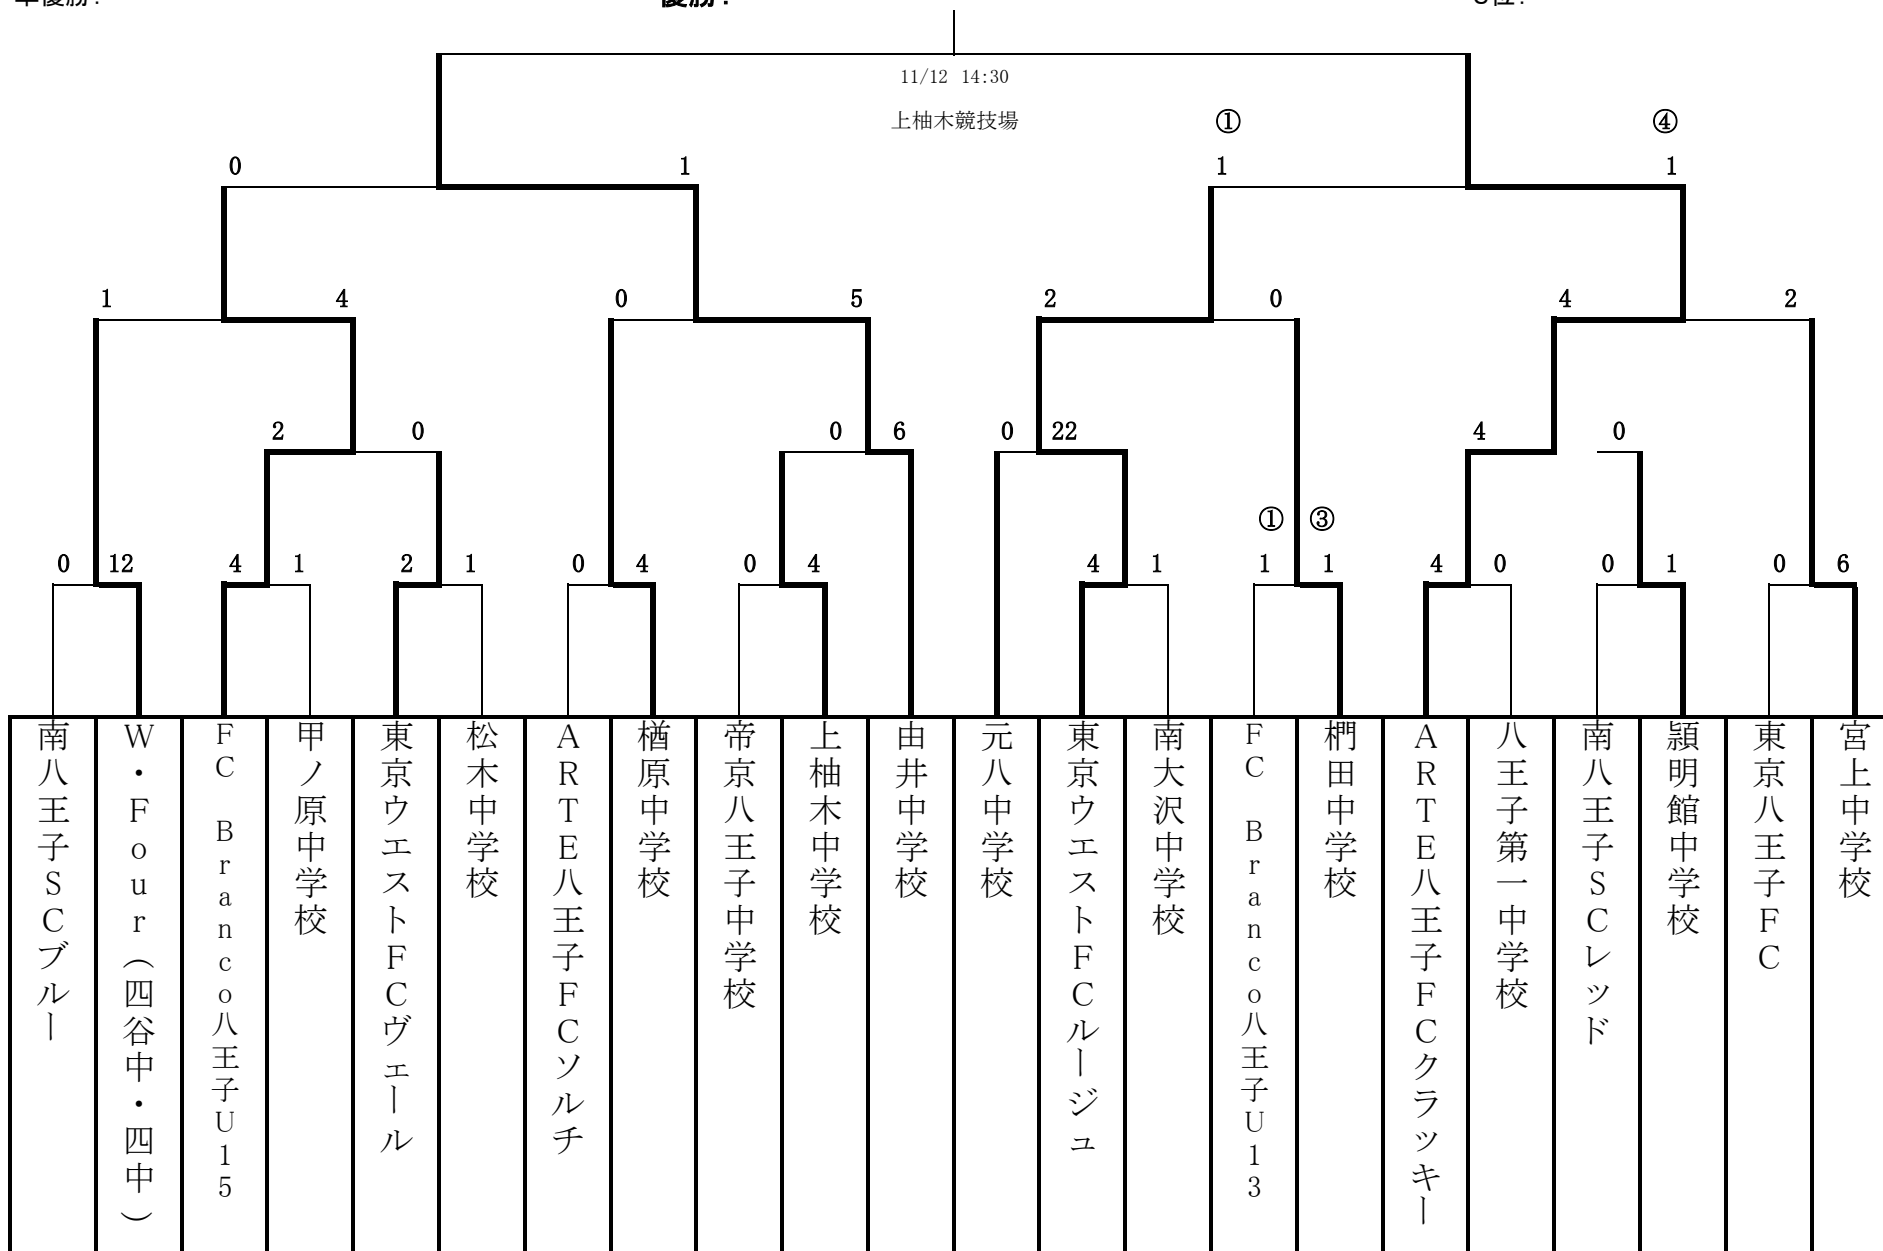 準優勝:
優勝:
3位:
11/12 14:30
上柚木競技場
① ④
0 1 1 1
1 4 0 5 2 0 4 2
2 0 0 6 0 22 4 0
① ③
0 12 4 1 2 1 0 4 0 4 4 1 1 1 4 0 0 1 0 6
南八王子SCブルー
W・Four(四谷中・四中)
FC Branco八王子U15
甲ノ原中学校
東京ウエストFCヴェール
松木中学校
ARTE八王子FCソルチ
楢原中学校
帝京八王子中学校
上柚木中学校
由井中学校
元八中学校
東京ウエストFCルージュ
南大沢中学校
FC Branco八王子U13
椚田中学校
ARTE八王子FCクラッキー
八王子第一中学校
南八王子SCレッド
頴明館中学校
東京八王子FC
宮上中学校